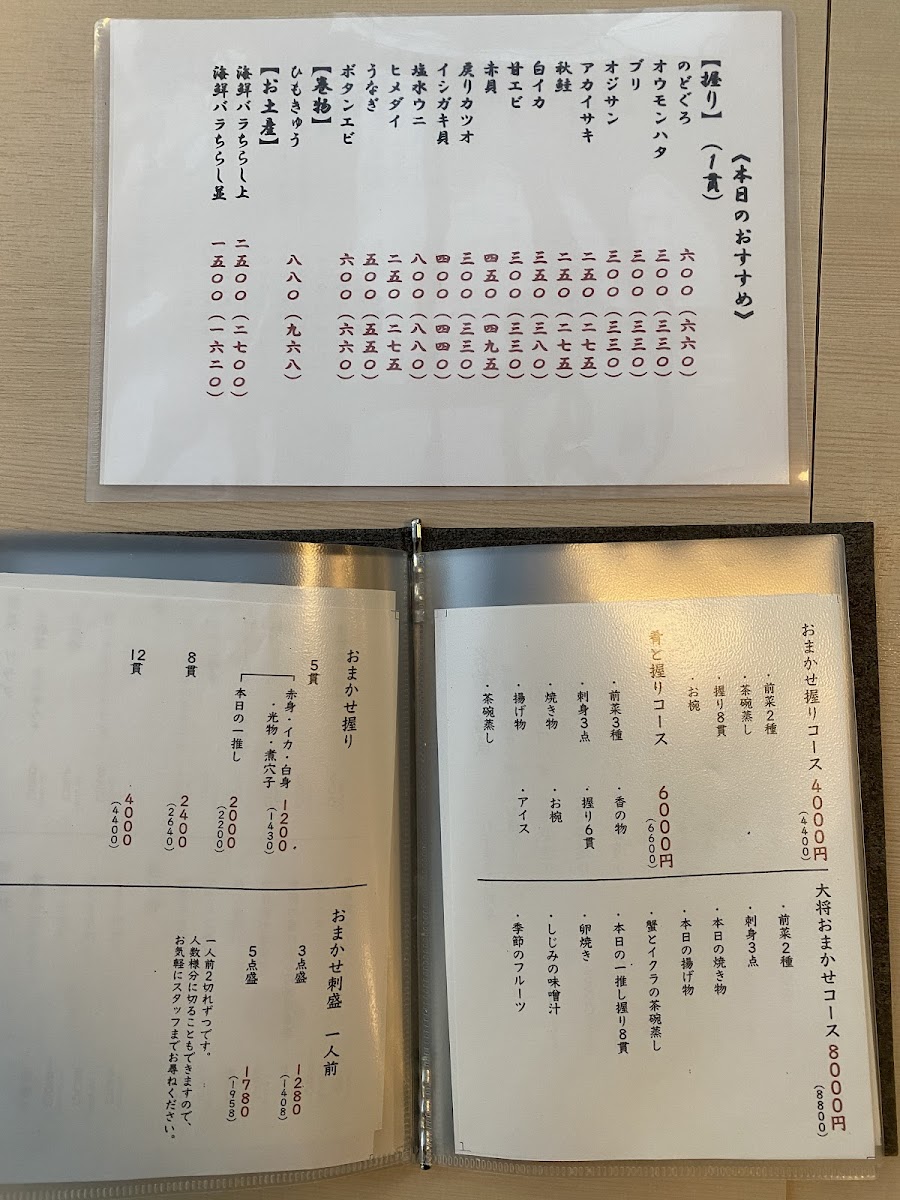 《本日のおすすめ》
【握り】 (1貫)
のどぐろ 六〇〇(六六〇)
オウモンハタ 三〇〇(三三〇)
ブリ 三〇〇(三三〇)
オジサン 三〇〇(三三〇)
アカイサキ 二五〇(二七五)
秋鮭 二五〇(二七五)
白イカ 三五〇(三八〇)
甘エビ 三〇〇(三三〇)
赤貝 四五〇(四九五)
戻りカツオ 三〇〇(三三〇)
イシガキ貝 四〇〇(四四〇)
塩水ウニ 八〇〇(八八〇)
ヒメダイ 二五〇(二七五
うなぎ 五〇〇(五五〇)
ボタンエビ 六〇〇(六六〇)
【巻物】
ひもきゅう 八八〇(九六八)
【お土産】
海鮮バラちらし上 二五〇〇(二七〇〇)
海鮮バラちらし並 一五〇〇(一六二〇)
おまかせ握りコース 4000円
(4400)
・前菜2種
・茶碗蒸し
・握り8貫
・お椀
肴と握りコース 6000円
(6600)
・前菜3種 ・香の物
・刺身3点 ・握り6貫
・焼き物 ・お椀
・揚げ物 ・アイス
・茶碗蒸し
大将おまかせコース 8000円
(8800)
・前菜2種
・刺身3点
・本日の焼き物
・本日の揚げ物
・蟹とイクラの茶碗蒸し
・本日の一推し握り8貫
・卵焼き
・しじみの味噌汁
・季節のフルーツ
おまかせ握り
5貫
赤身・イカ・白身
・光物・煮穴子 1200
(1430)
本日の一推し 2000
(2200)
8貫 2400
(2640)
12貫 4000
(4400)
おまかせ刺盛 一人前
3点盛 1280
(1408)
5点盛 1780
(1958)
一人前2切れずつです。
人数様分に切ることもできますので、
お気軽にスタッフまでお尋ねください。